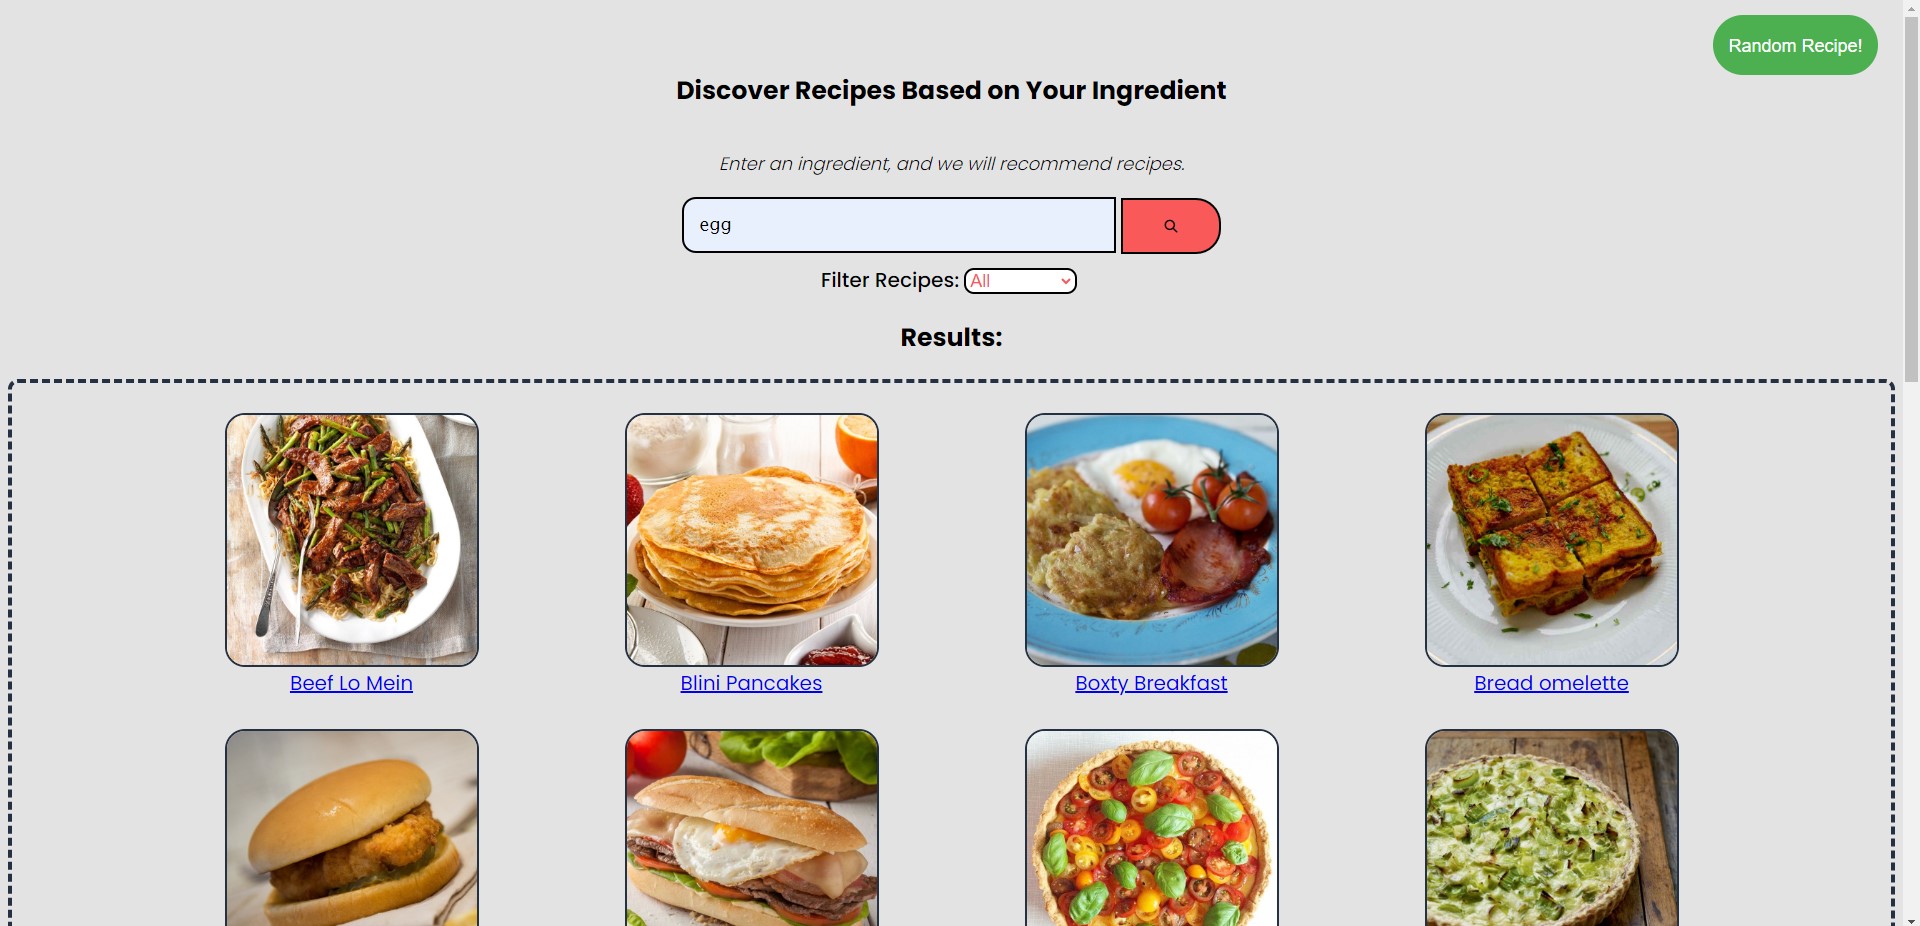 Random Recipe!
Discover Recipes Based on Your Ingredient
Enter an ingredient, and we will recommend recipes.
egg
Filter Recipes: All
Results:
Beef Lo Mein
Blini Pancakes
Boxty Breakfast
Bread omelette